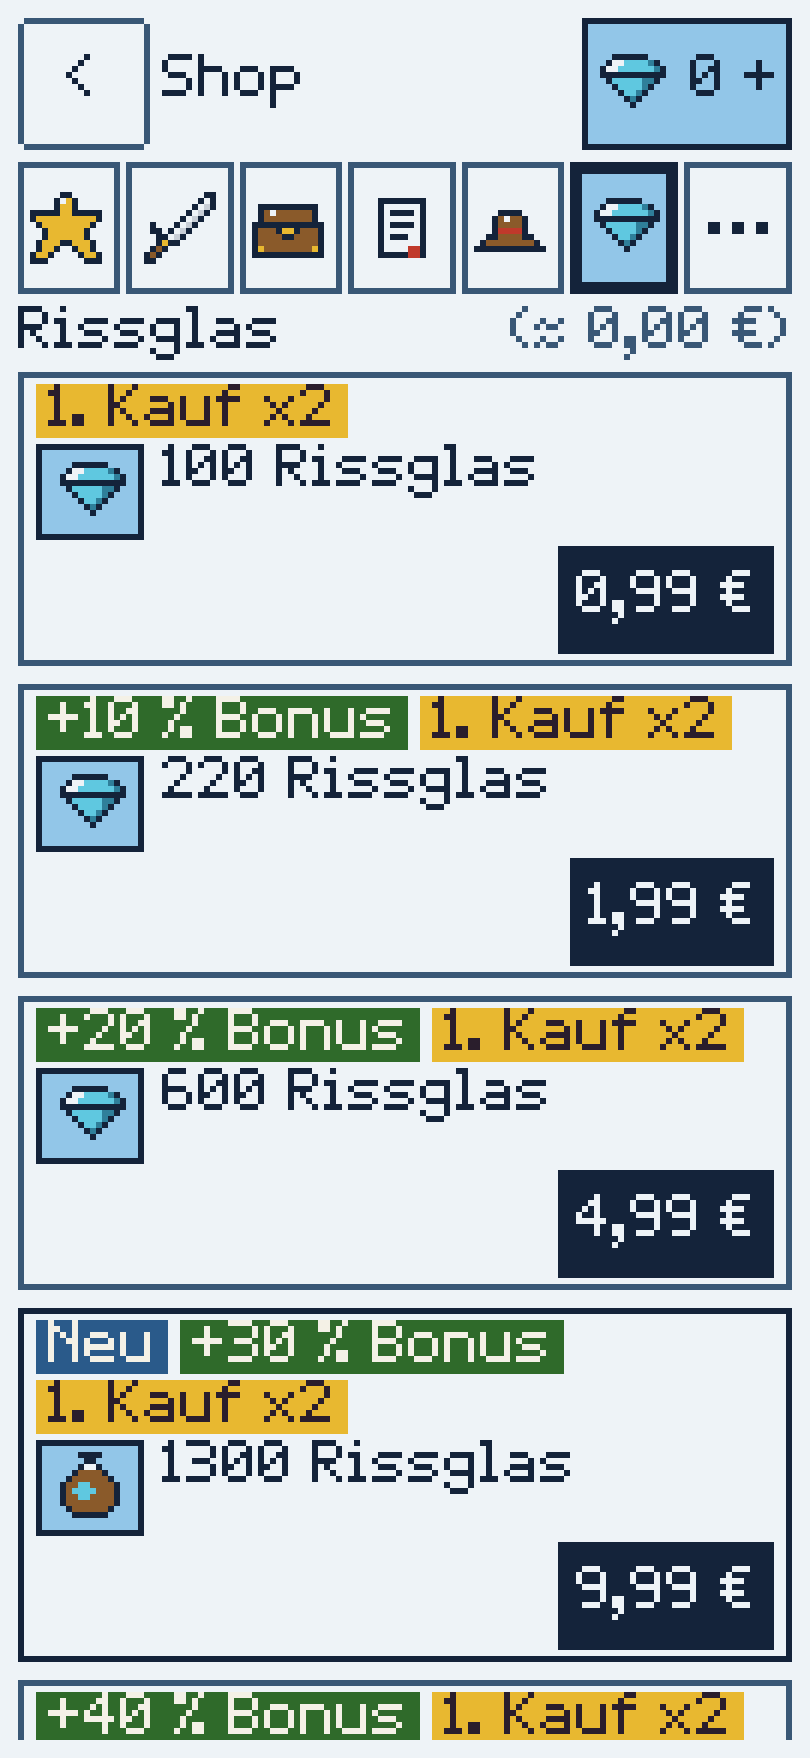 < Shop 0 +
...
Rissglas (≈ 0,00 €)
1. Kauf x2
100 Rissglas
0,99 €
+10 % Bonus 1. Kauf x2
220 Rissglas
1,99 €
+20 % Bonus 1. Kauf x2
600 Rissglas
4,99 €
Neu +30 % Bonus
1. Kauf x2
1300 Rissglas
9,99 €
+40 % Bonus 1. Kauf x2